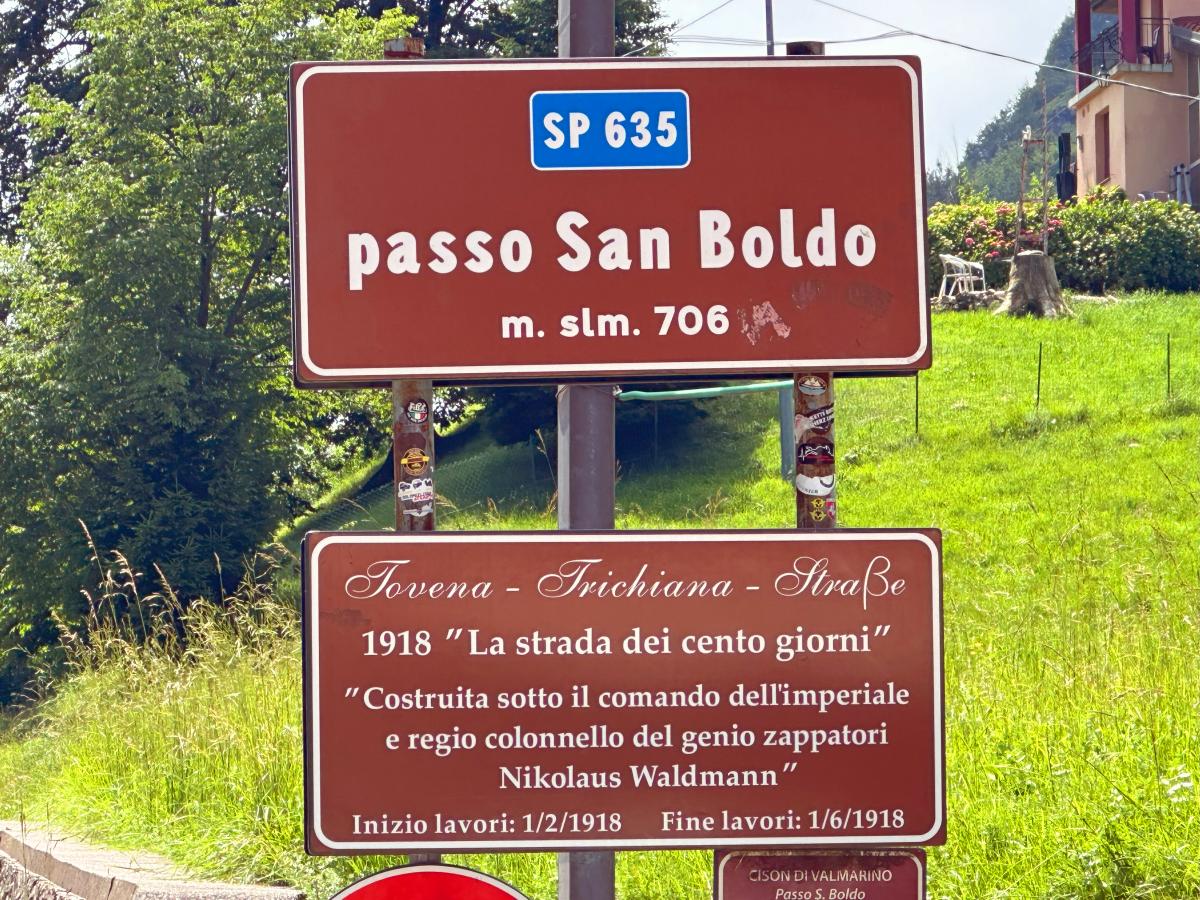 SP 635
passo San Boldo
m. slm. 706
Tovena - Trichiana - Straße
1918 "La strada dei cento giorni"
"Costruita sotto il comando dell'imperiale
e regio colonnello del genio zappatori
Nikolaus Waldmann"
Inizio lavori: 1/2/1918 Fine lavori: 1/6/1918
CISON DI VALMARINO
Passo S. Boldo